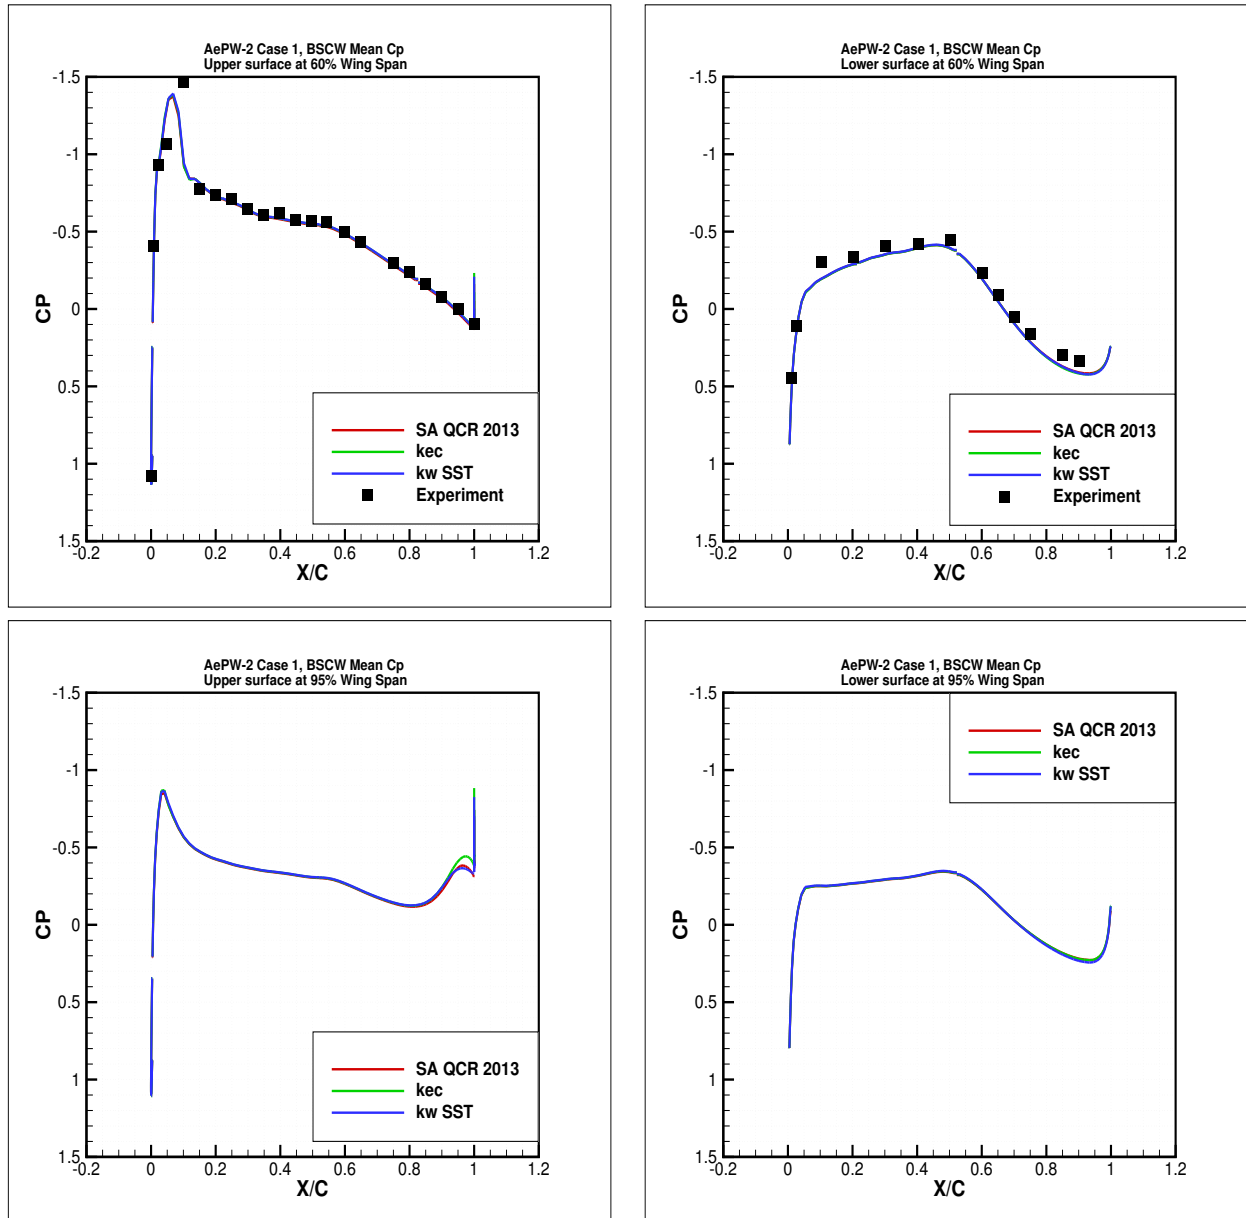 AePW-2 Case 1, BSCW Mean Cp
Upper surface at 60% Wing Span
-1.5
-1
-0.5
0
0.5
1
1.5
CP
-0.2 0 0.2 0.4 0.6 0.8 1 1.2
X/C
SA QCR 2013
kec
kw SST
Experiment
AePW-2 Case 1, BSCW Mean Cp
Lower surface at 60% Wing Span
-1.5
-1
-0.5
0
0.5
1
1.5
CP
-0.2 0 0.2 0.4 0.6 0.8 1 1.2
X/C
SA QCR 2013
kec
kw SST
Experiment
AePW-2 Case 1, BSCW Mean Cp
Upper surface at 95% Wing Span
-1.5
-1
-0.5
0
0.5
1
1.5
CP
-0.2 0 0.2 0.4 0.6 0.8 1 1.2
X/C
SA QCR 2013
kec
kw SST
AePW-2 Case 1, BSCW Mean Cp
Lower surface at 95% Wing Span
-1.5
-1
-0.5
0
0.5
1
1.5
CP
-0.2 0 0.2 0.4 0.6 0.8 1 1.2
X/C
SA QCR 2013
kec
kw SST